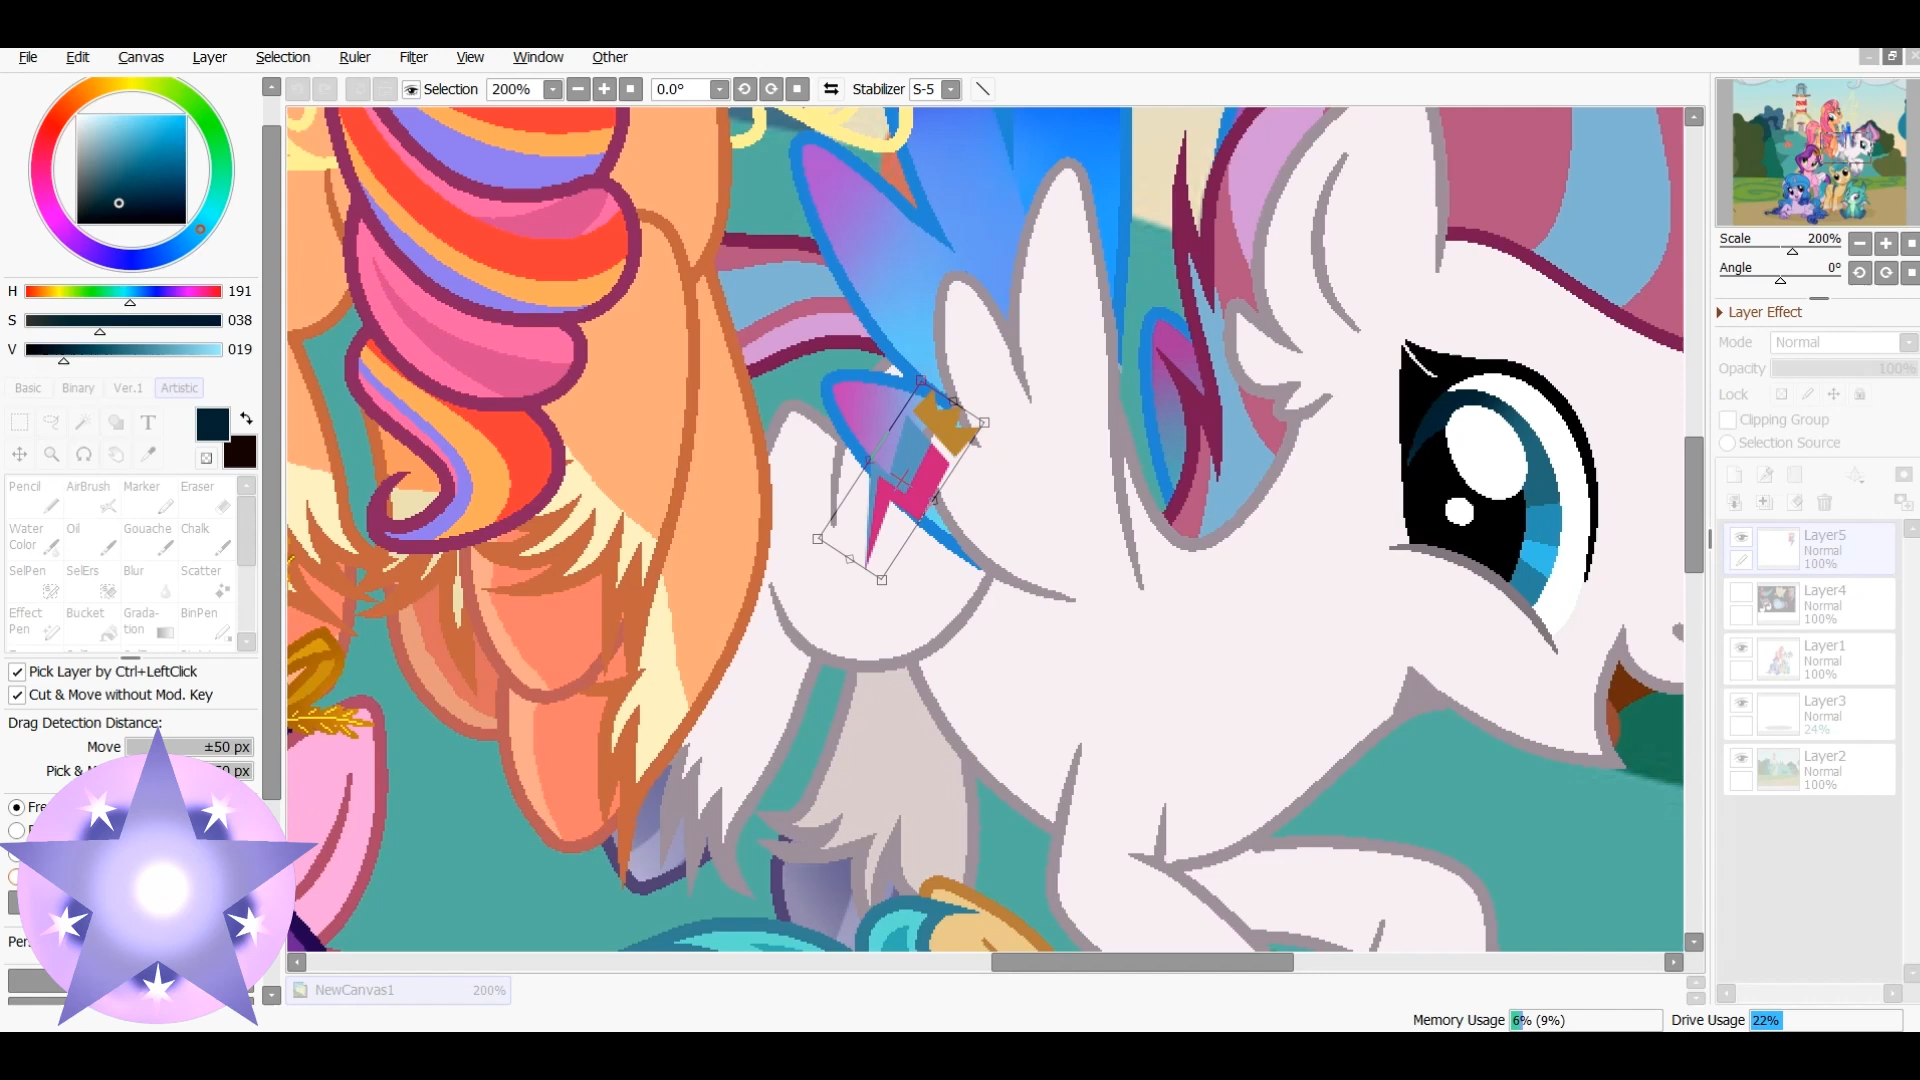 File Edit Canvas Layer Selection Ruler Filter View Window Other
Selection 200% 0.0° Stabilizer S-5
H 191
S 038
V 019
Basic Binary Ver.1 Artistic
T
Pencil AirBrush Marker Eraser
Water Color Oil Gouache Chalk
SelPen SelErs Blur Scatter
Effect Pen Bucket Grada-tion BinPen
Pick Layer by Ctrl+LeftClick
Cut & Move without Mod. Key
Drag Detection Distance:
Move ±50 px
Scale 200%
Angle 0°
Layer Effect
Mode Normal
Opacity 100%
Lock
Clipping Group
Selection Source
Layer5
Normal
100%
Layer4
Normal
100%
Layer1
Normal
100%
Layer3
Normal
24%
Layer2
Normal
100%
NewCanvas1 200%
Memory Usage 6% (9%) Drive Usage 22%